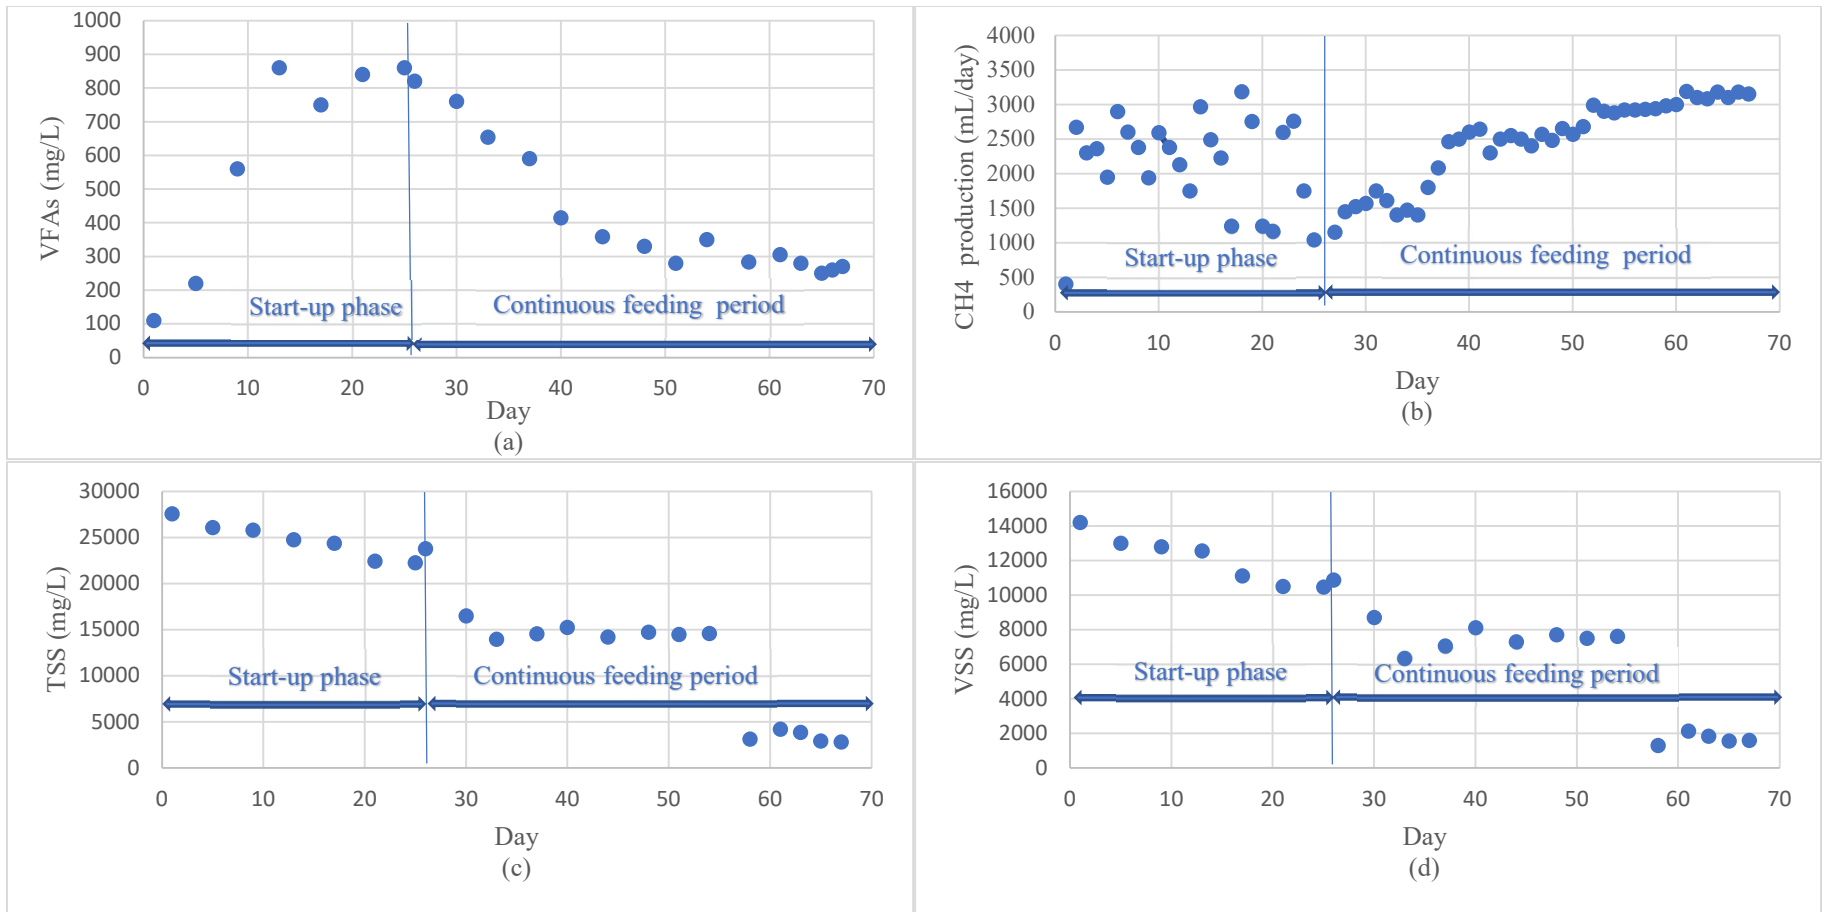 1000
900
800
700
600
500
400
300
200
100
0
VFAs (mg/L)
Start-up phase
Continuous feeding  period
0 10 20 30 40 50 60 70
Day
(a)
4000
3500
3000
2500
2000
1500
1000
500
0
CH4  production (mL/day)
Start-up phase
Continuous feeding  period
0 10 20 30 40 50 60 70
Day
(b)
30000
25000
20000
15000
10000
5000
0
TSS (mg/L)
Start-up phase
Continuous feeding period
0 10 20 30 40 50 60 70
Day
(c)
16000
14000
12000
10000
8000
6000
4000
2000
0
VSS (mg/L)
Start-up phase
Continuous feeding period
0 10 20 30 40 50 60 70
Day
(d)